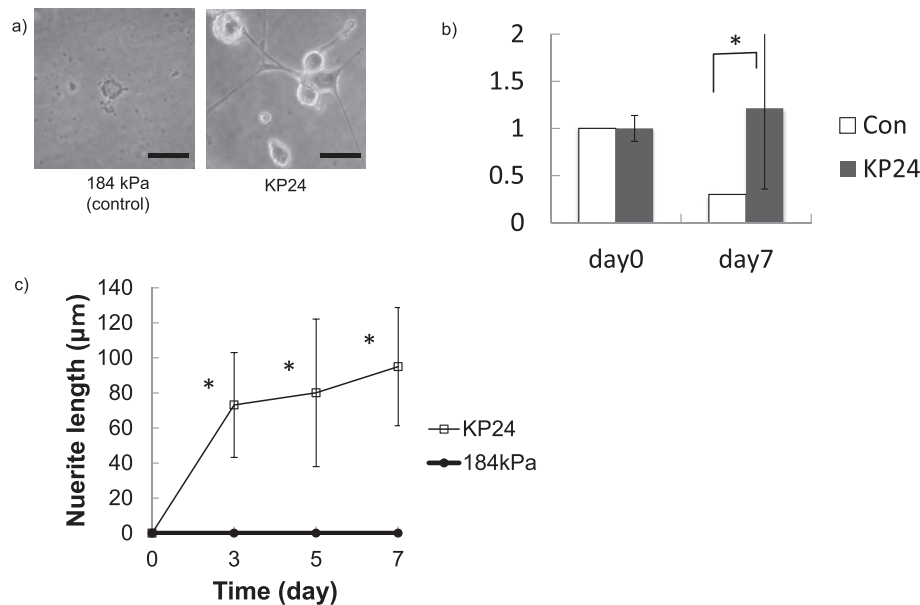 a)
184 kPa
(control)
KP24
b)
2
1.5
1
0.5
0
*
day0
day7
Con
KP24
c)
Nuerite length (µm)
140
120
100
80
60
40
20
0
*
*
*
0
3
5
7
Time (day)
KP24
184kPa